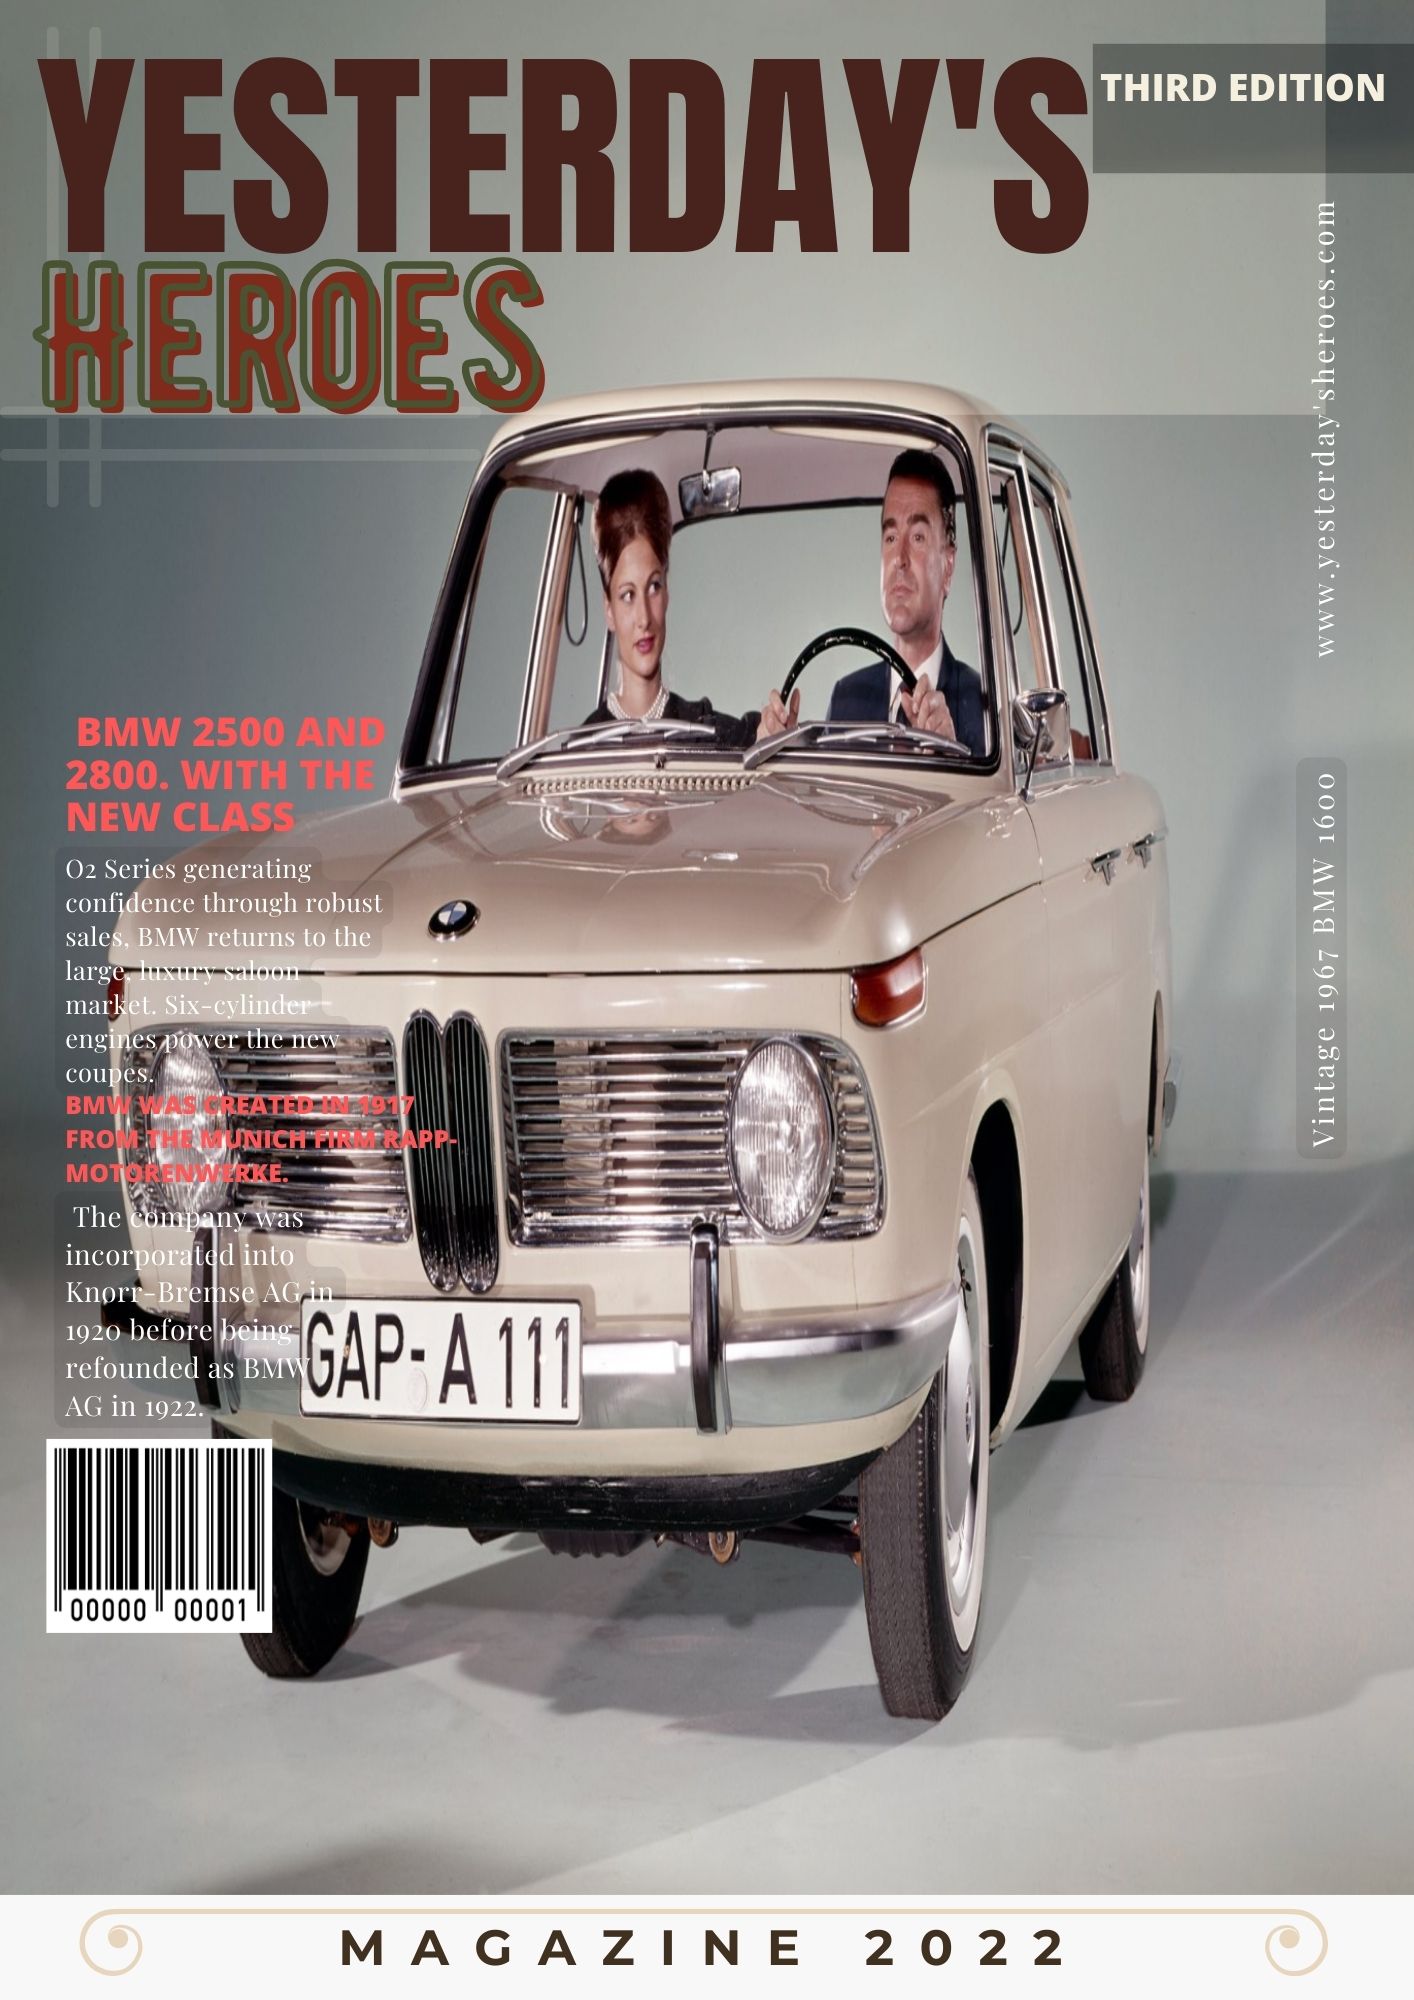 YESTERDAY'S
THIRD EDITION
HEROES
www.yesterday'sheroes.com
BMW 2500 AND
2800. WITH THE
NEW CLASS
O2 Series generating
confidence through robust
sales, BMW returns to the
large, luxury saloon
market. Six-cylinder
engines power the new
coupes.
BMW WAS CREATED IN 1917
FROM THE MUNICH FIRM RAPP-
MOTORENWERKE.
The company was
incorporated into
Knorr-Bremse AG in
1920 before being
refounded as BMW
AG in 1922.
Vintage 1967 BMW 1600
GAP-A 111
00000 00001
MAGAZINE 2022